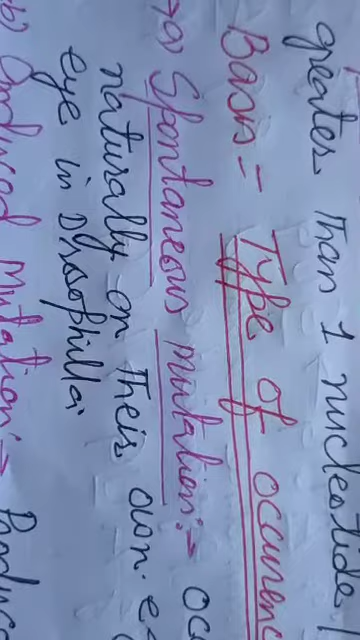 greater than 1 nucleotide
Basis:- Type of occurrenc
→a) Spontaneous mutation:- oc
naturally on their own. e
eye in Drosophilla
b) Induced Mutation:- Produc